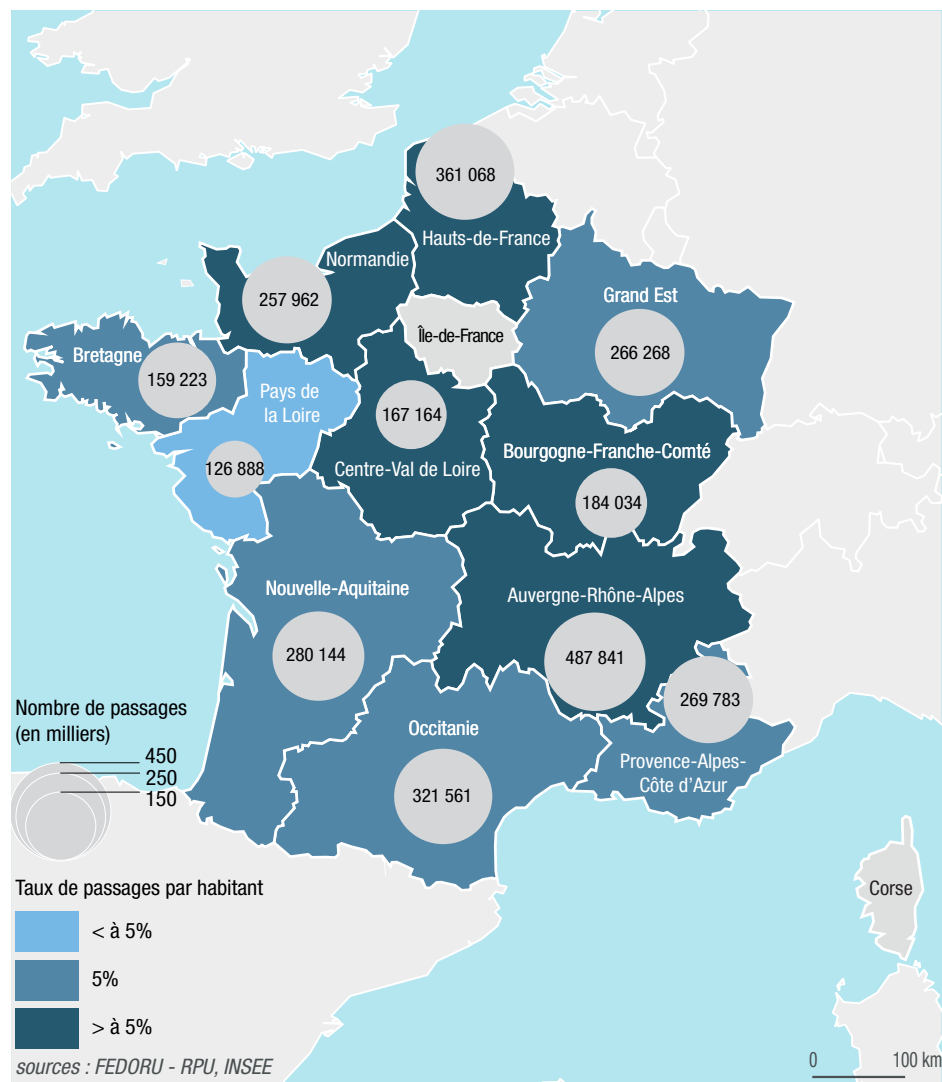 361 068
Hauts-de-France
Normandie
257 962
Grand Est
266 268
Île-de-France
Bretagne
159 223
Pays de
la Loire
126 888
167 164
Centre-Val de Loire
Bourgogne-Franche-Comté
184 034
Nouvelle-Aquitaine
280 144
Auvergne-Rhône-Alpes
487 841
269 783
Provence-Alpes-
Côte d'Azur
Occitanie
321 561
Corse
Nombre de passages
(en milliers)
450
250
150
Taux de passages par habitant
< à 5%
5%
> à 5%
sources : FEDORU - RPU, INSEE
0 100 km